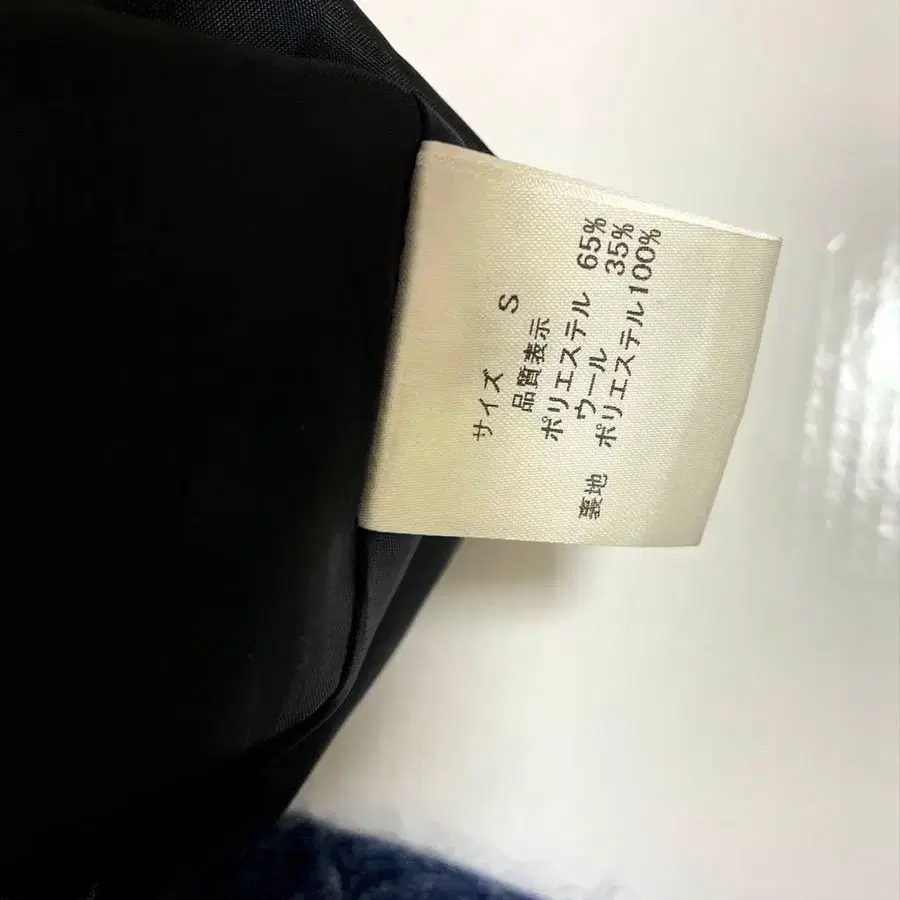 サイズ S
品質表示
ポリエステル 65%
ウール 35%
裏地 ポリエステル100%